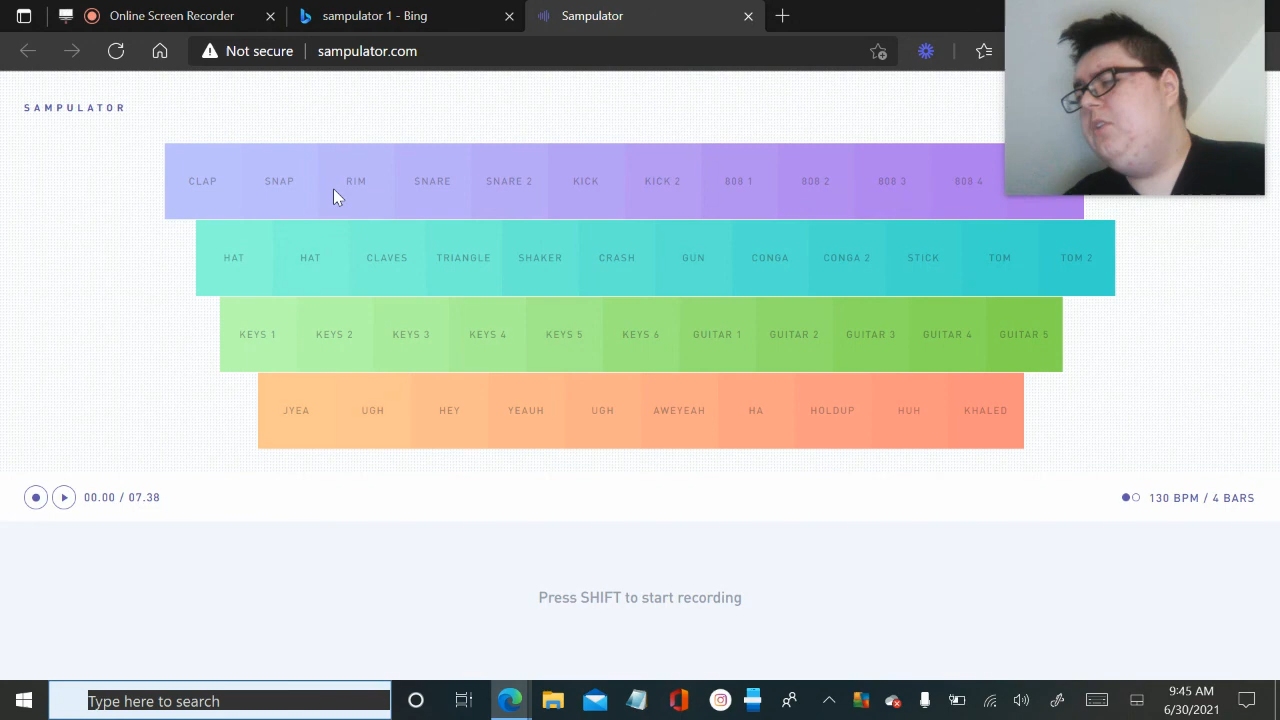 Online Screen Recorder
sampulator 1 - Bing
Sampulator
Not secure
sampulator.com
SAMPULATOR
CLAP SNAP RIM SNARE SNARE 2 KICK KICK 2 808 1 808 2 808 3 808 4
HAT HAT CLAVES TRIANGLE SHAKER CRASH GUN CONGA CONGA 2 STICK TOM TOM 2
KEYS 1 KEYS 2 KEYS 3 KEYS 4 KEYS 5 KEYS 6 GUITAR 1 GUITAR 2 GUITAR 3 GUITAR 4 GUITAR 5
JYEA UGH HEY YEAUH UGH AWEYEAH HA HOLDUP HUH KHALED
00.00 / 07.38
130 BPM / 4 BARS
Press SHIFT to start recording
Type here to search
9:45 AM
6/30/2021